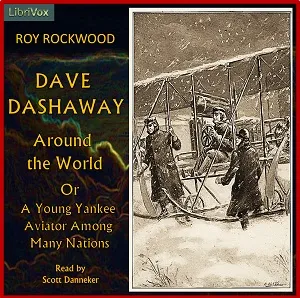 LibriVox
ROY ROCKWOOD
DAVE
DASHAWAY
Around
the World
Or
A Young Yankee
Aviator Among
Many Nations
Read by
Scott Danneker